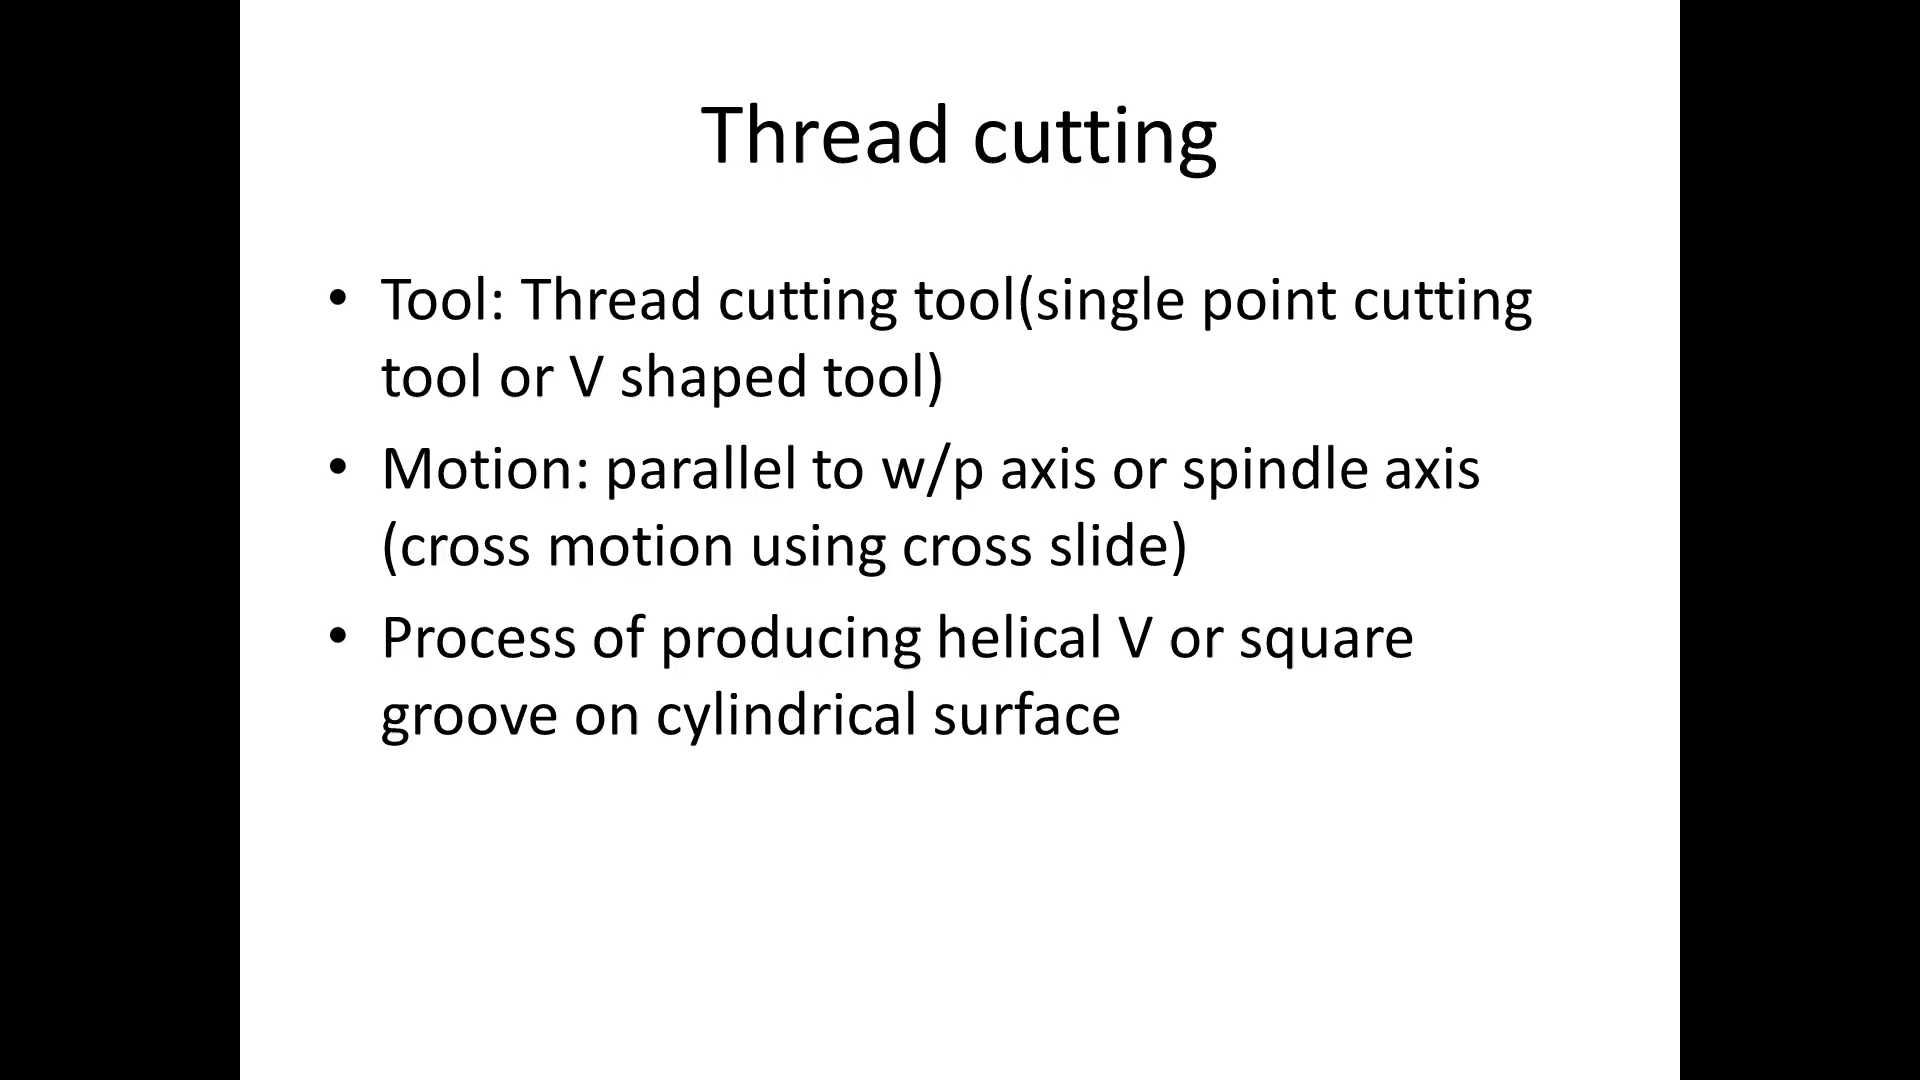 Thread cutting
• Tool: Thread cutting tool(single point cutting
tool or V shaped tool)
• Motion: parallel to w/p axis or spindle axis
(cross motion using cross slide)
• Process of producing helical V or square
groove on cylindrical surface